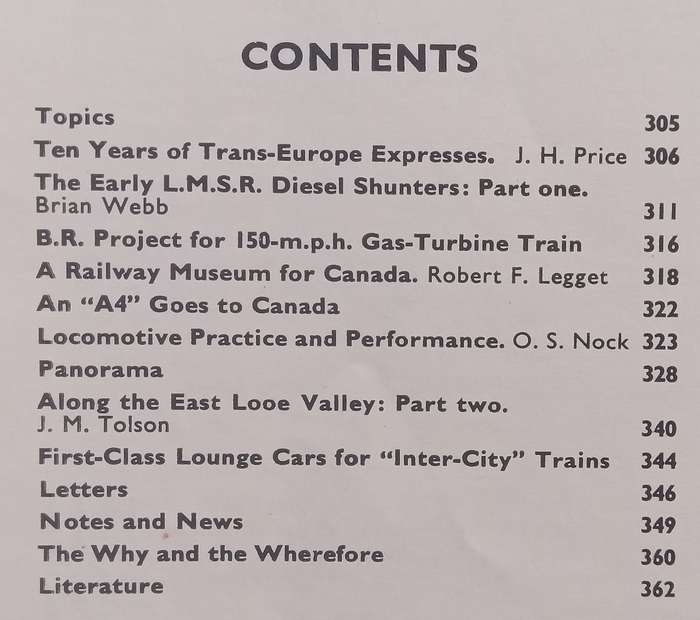 CONTENTS
Topics 305
Ten Years of Trans-Europe Expresses. J. H. Price 306
The Early L.M.S.R. Diesel Shunters: Part one.
Brian Webb 311
B.R. Project for 150-m.p.h. Gas-Turbine Train 316
A Railway Museum for Canada. Robert F. Legget 318
An "A4" Goes to Canada 322
Locomotive Practice and Performance. O. S. Nock 323
Panorama 328
Along the East Looe Valley: Part two.
J. M. Tolson 340
First-Class Lounge Cars for "Inter-City" Trains 344
Letters 346
Notes and News 349
The Why and the Wherefore 360
Literature 362